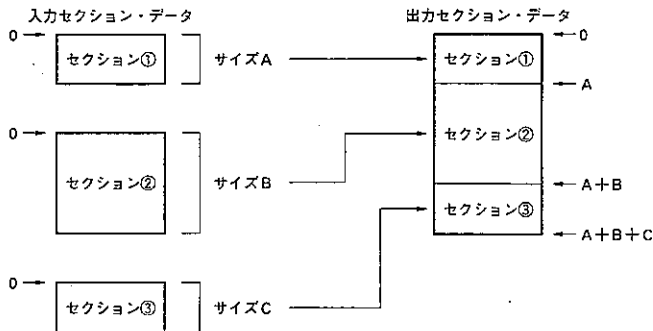 入力セクション・データ
出力セクション・データ
0
セクション①
サイズA
0
セクション①
A
0
セクション②
サイズB
セクション②
A+B
0
セクション③
サイズC
セクション③
A+B+C